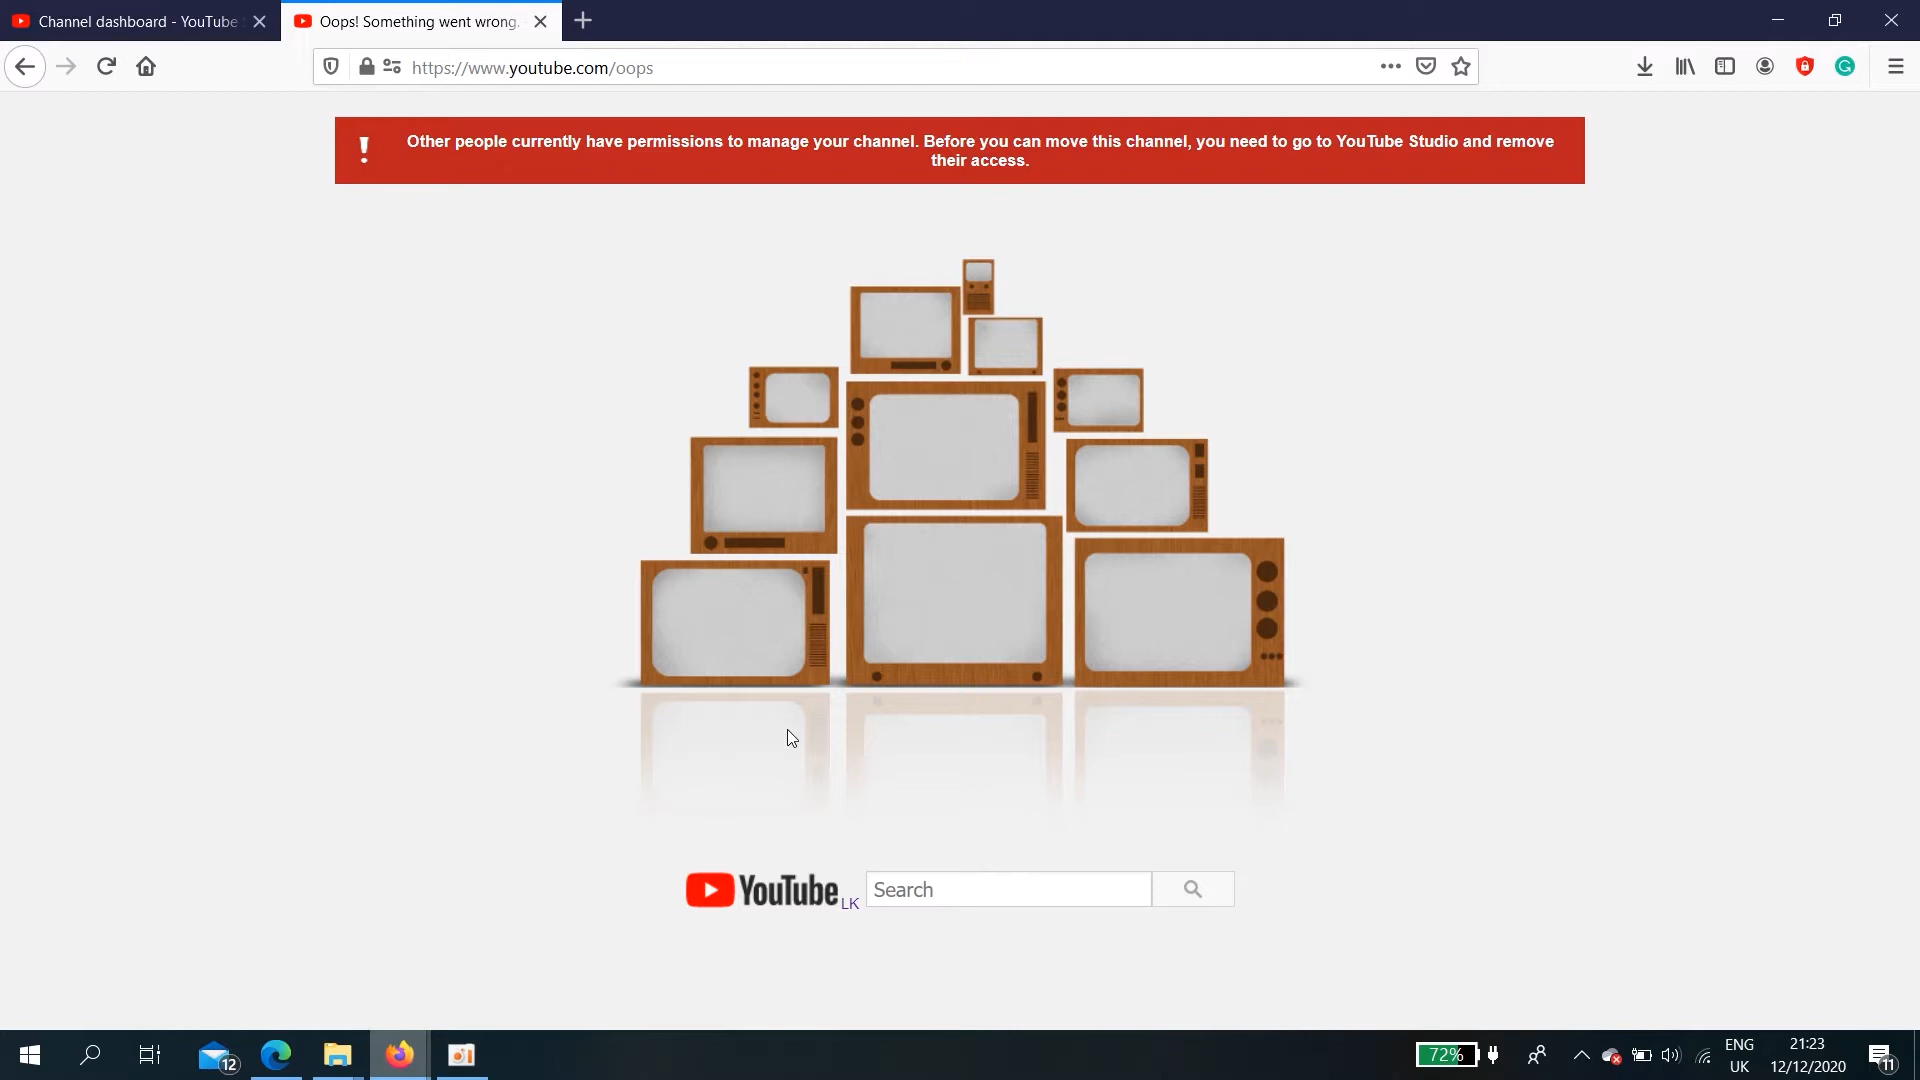 Channel dashboard - YouTube
Oops! Something went wrong.
https://www.youtube.com/oops
Other people currently have permissions to manage your channel. Before you can move this channel, you need to go to YouTube Studio and remove
their access.
YouTube LK
Search
12
72%
ENG
UK
21:23
12/12/2020
11